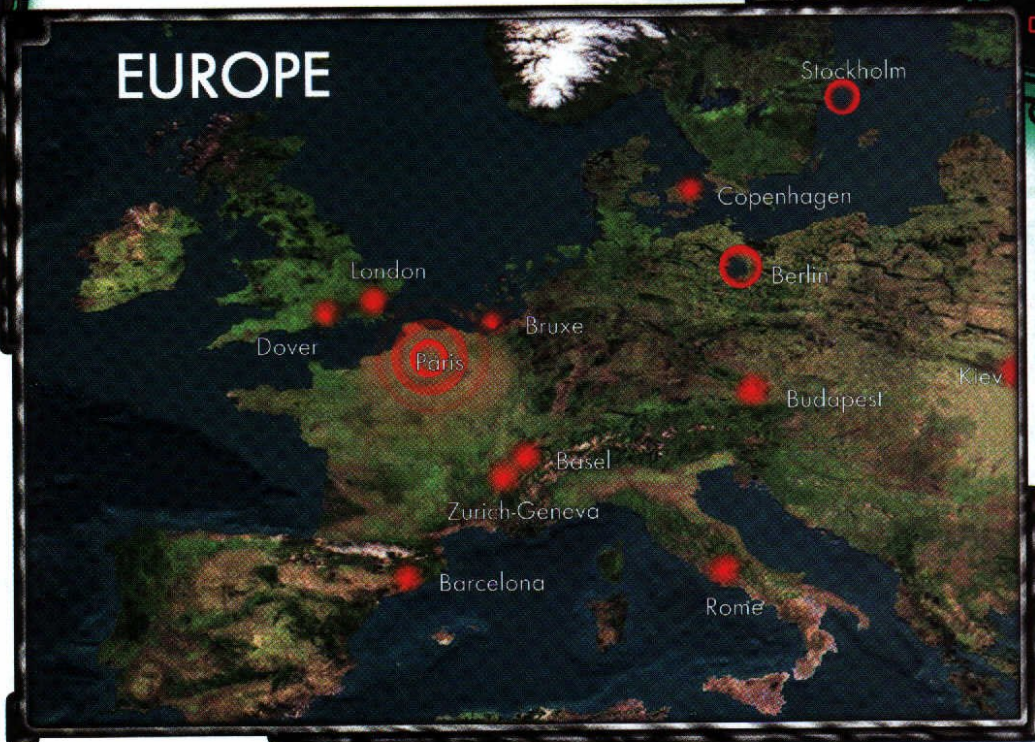 EUROPE
Stockholm
Copenhagen
London
Berlin
Dover
Bruxe
Paris
Kiev
Budapest
Basel
Zurich-Geneva
Barcelona
Rome